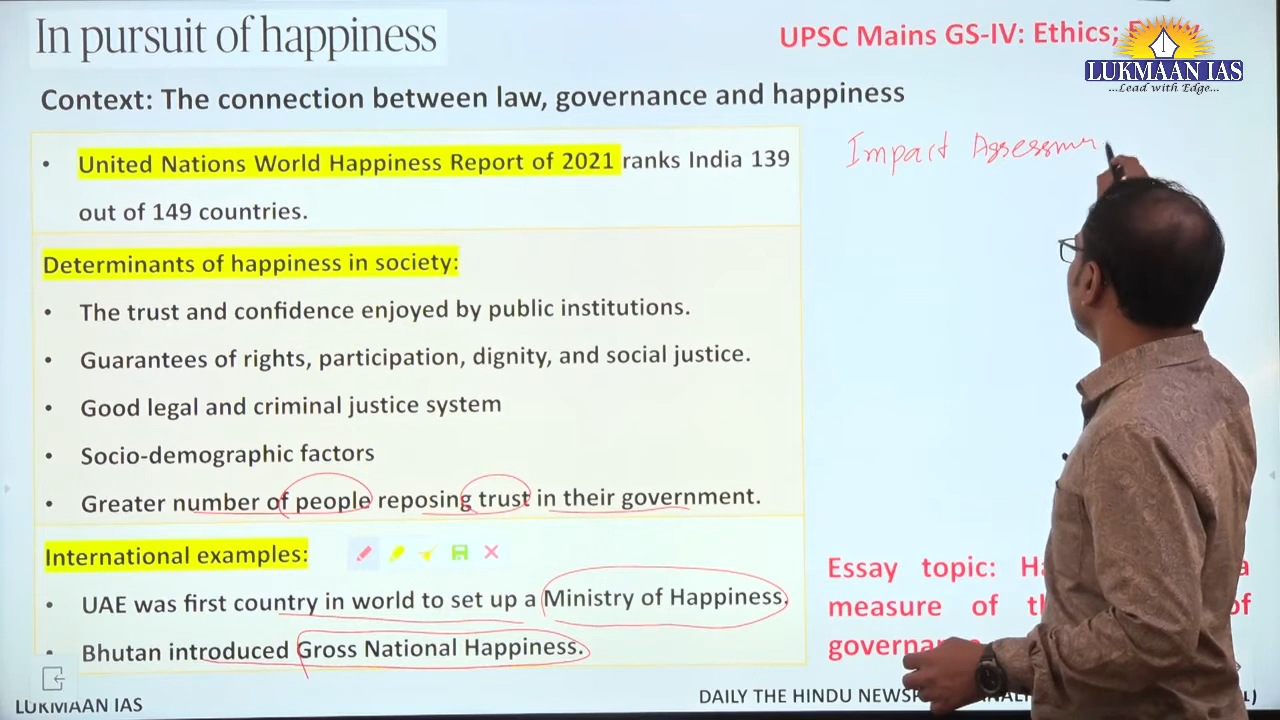 In pursuit of happiness
UPSC Mains GS-IV: Ethics;
LUKMAAN IAS
...Lead with Edge...
Context: The connection between law, governance and happiness
Impact Assessm
• United Nations World Happiness Report of 2021 ranks India 139
out of 149 countries.
Determinants of happiness in society:
• The trust and confidence enjoyed by public institutions.
• Guarantees of rights, participation, dignity, and social justice.
• Good legal and criminal justice system
• Socio-demographic factors
• Greater number of people reposing trust in their government.
International examples:
• UAE was first country in world to set up a Ministry of Happiness.
• Bhutan introduced Gross National Happiness.
Essay topic: a
measure of of
LUKMAAN IAS
DAILY THE HINDU